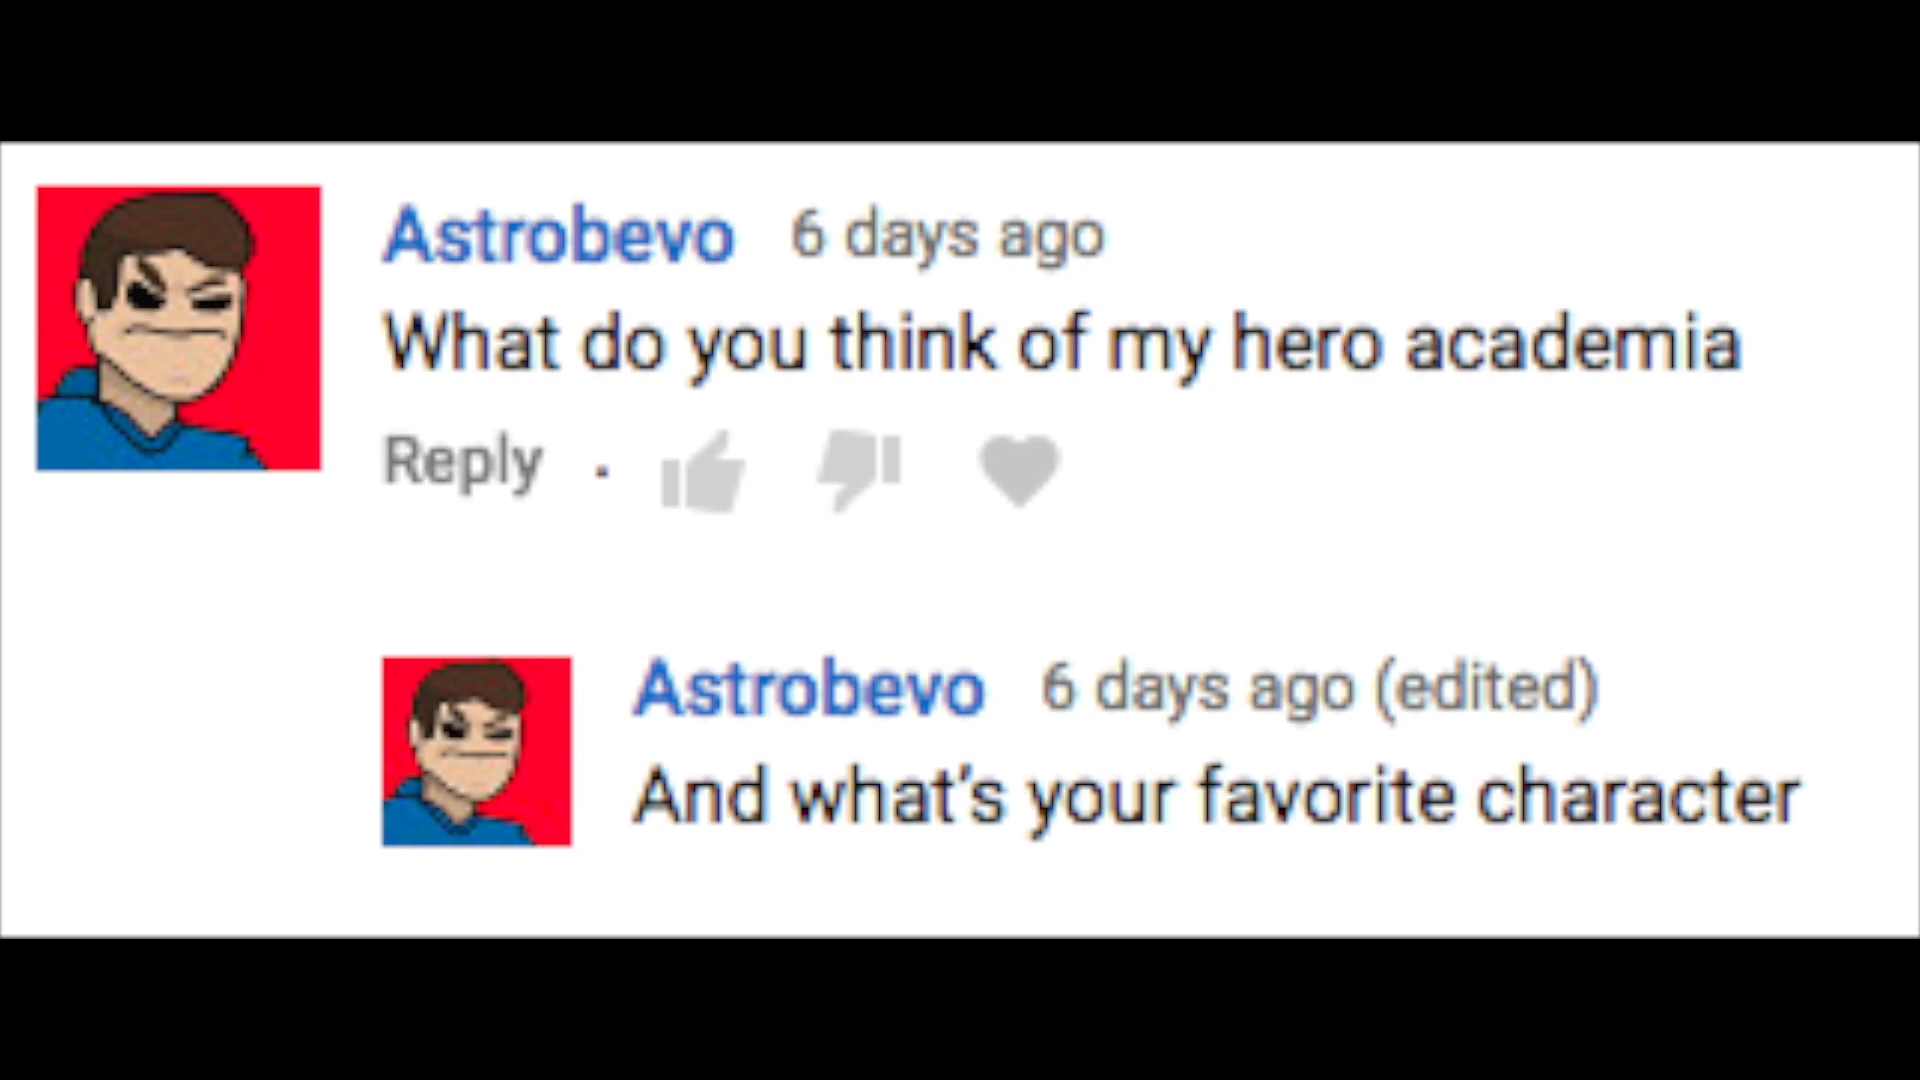 Astrobevo 6 days ago
What do you think of my hero academia
Reply ·
Astrobevo 6 days ago (edited)
And what's your favorite character